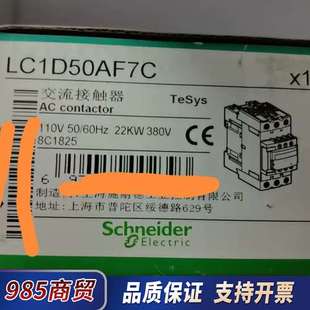 LC1D50AF7C
x1
交流接触器
TeSys
AC contactor
110V 50/60Hz 22KW 380V
8C1825
CE
地址：上海市普陀区绥德路629号
Schneider
Electric
985商贸
品质保证 支持开票